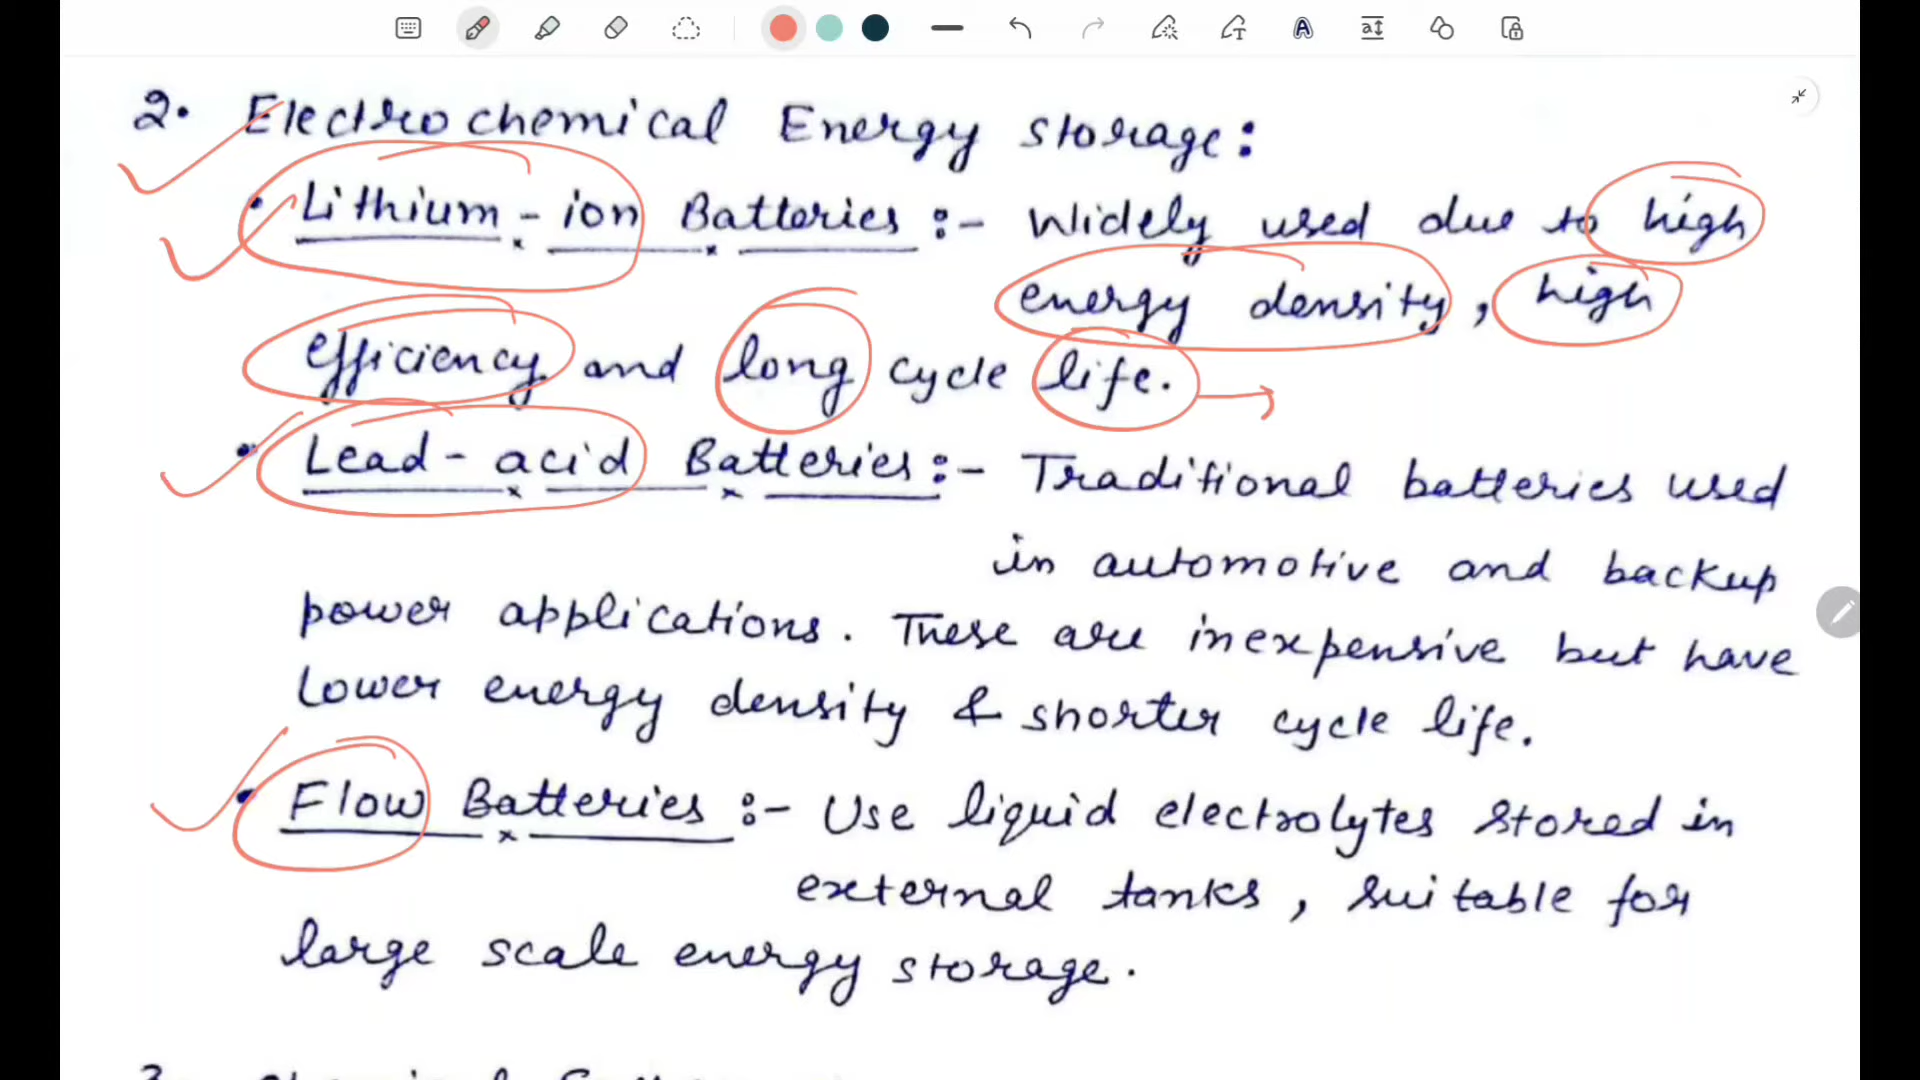 2. Electrochemical Energy storage:
• Lithium-ion Batteries :- Widely used due to high
energy density, high
efficiency and long cycle life.
• Lead-acid Batteries :- Traditional batteries used
in automotive and backup
power applications. These are inexpensive but have
lower energy density & shorter cycle life.
• Flow Batteries :- Use liquid electrolytes stored in
external tanks, suitable for
large scale energy storage.